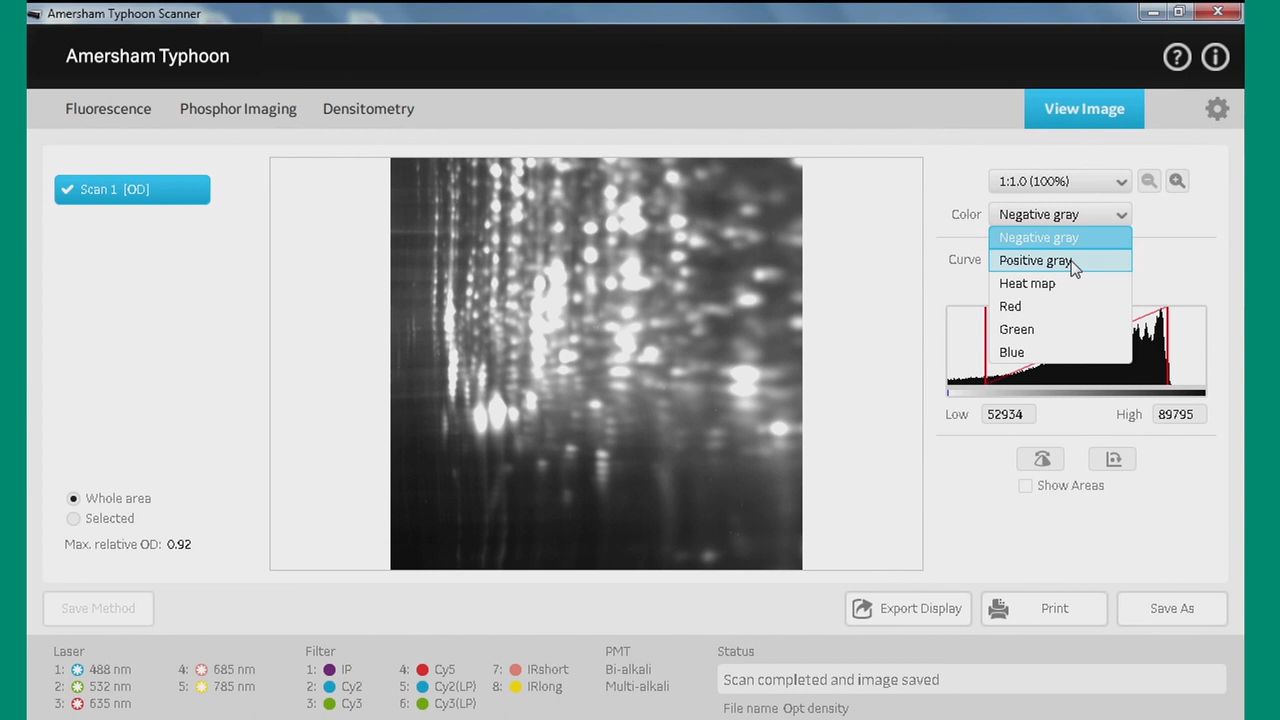 Amersham Typhoon Scanner
Amersham Typhoon
Fluorescence Phosphor Imaging Densitometry View Image
Scan 1 [OD]
1:1.0 (100%)
Color Negative gray
Negative gray
Curve Positive gray
Heat map
Red
Green
Blue
Low 52934 High 89795
Show Areas
Whole area
Selected
Max. relative OD: 0.92
Save Method Export Display Print Save As
Laser
1: 488 nm 4: 685 nm
2: 532 nm 5: 785 nm
3: 635 nm
Filter
1: IP 4: Cy5 7: IRshort
2: Cy2 5: Cy2(LP) 8: IRlong
3: Cy3 6: Cy3(LP)
PMT
Bi-alkali
Multi-alkali
Status
Scan completed and image saved
File name Opt density